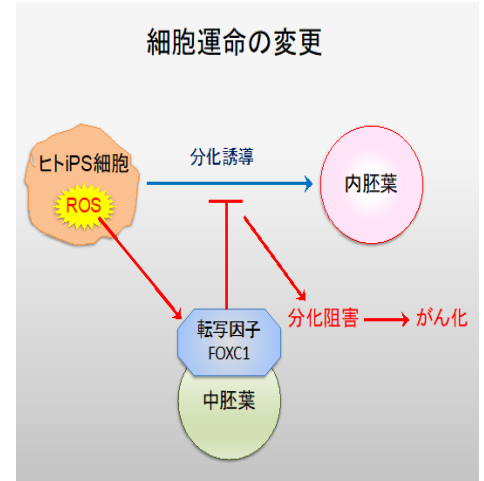 細胞運命の変更
分化誘導
ヒトiPS細胞
ROS
内胚葉
転写因子
FOXC1
中胚葉
分化阻害
がん化